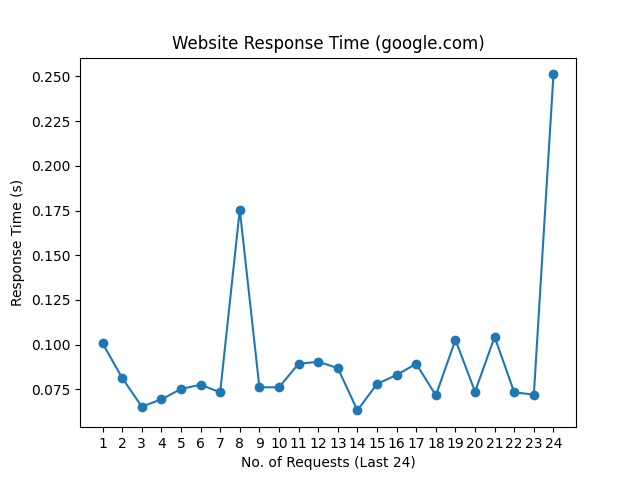 Website Response Time (google.com)
0.250
0.225
0.200
0.175
0.150
0.125
0.100
0.075
Response Time (s)
1 2 3 4 5 6 7 8 9 10 11 12 13 14 15 16 17 18 19 20 21 22 23 24
No. of Requests (Last 24)